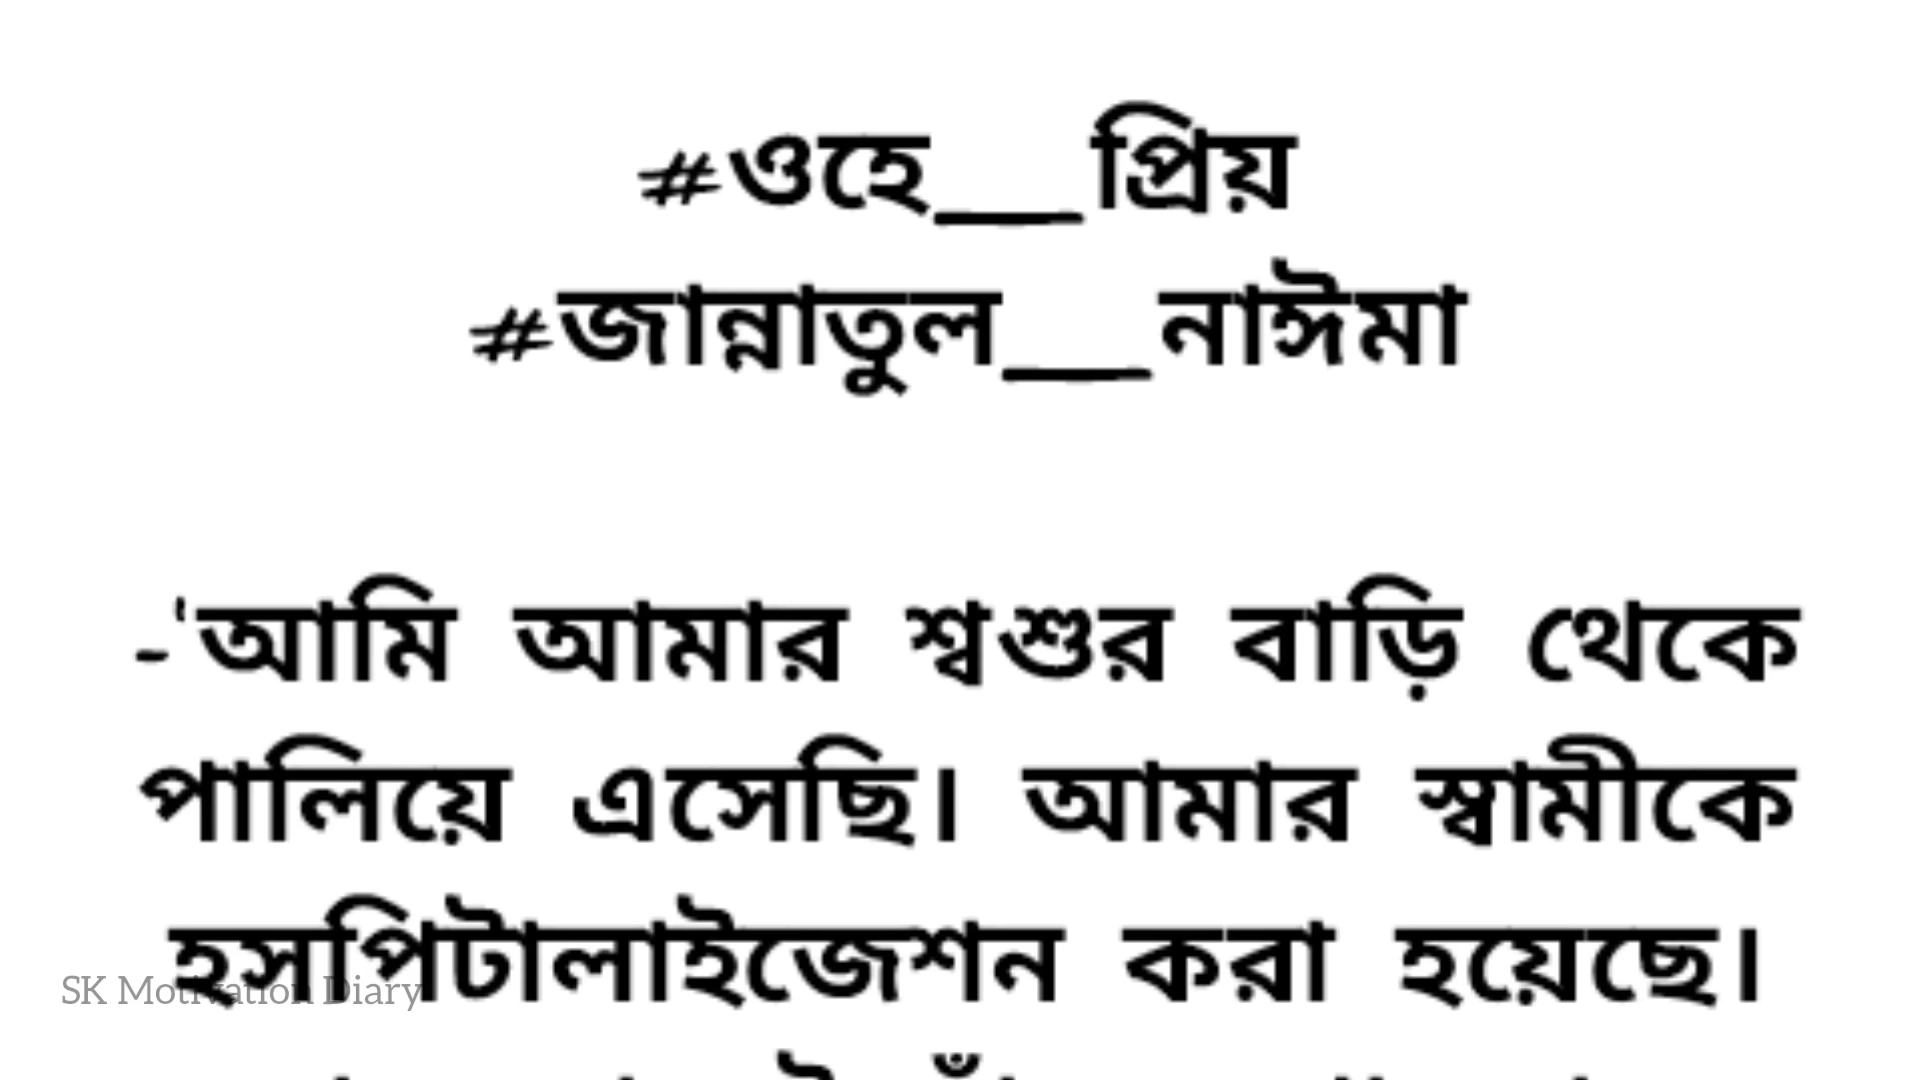 #ওহে__প্রিয়
#জান্নাতুল__নাঈমা
-'আমি আমার শ্বশুর বাড়ি থেকে
পালিয়ে এসেছি। আমার স্বামীকে
হসপিটালাইজেশন করা হয়েছে।
SK Motivation Diary